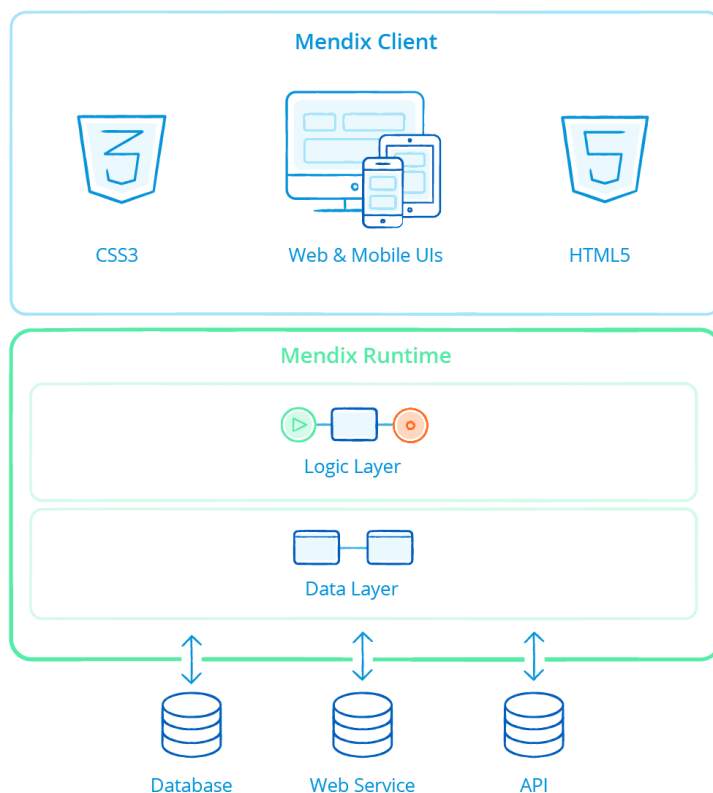 Mendix Client
CSS3
Web & Mobile UIs
HTML5
Mendix Runtime
Logic Layer
Data Layer
Database
Web Service
API